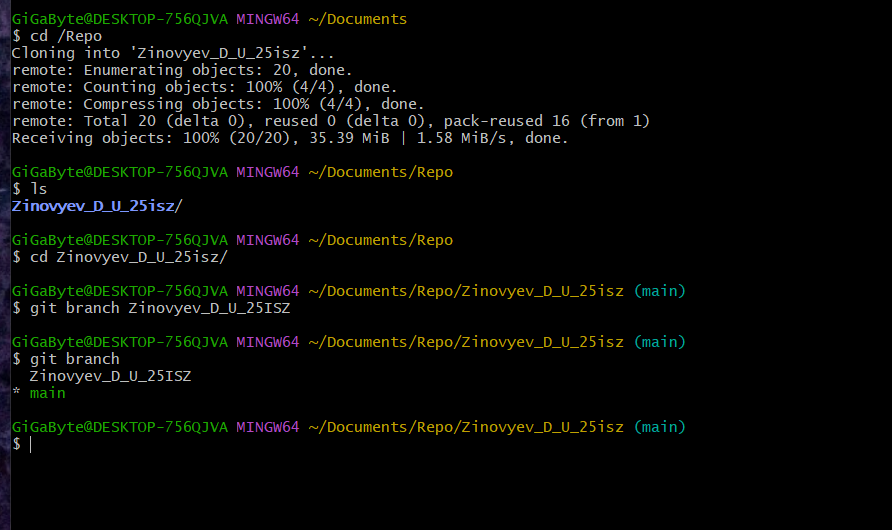 GiGaByte@DESKTOP-756QJVA MINGW64 ~/Documents
$ cd /Repo
Cloning into 'Zinovyev_D_U_25isz'...
remote: Enumerating objects: 20, done.
remote: Counting objects: 100% (4/4), done.
remote: Compressing objects: 100% (4/4), done.
remote: Total 20 (delta 0), reused 0 (delta 0), pack-reused 16 (from 1)
Receiving objects: 100% (20/20), 35.39 MiB | 1.58 MiB/s, done.
GiGaByte@DESKTOP-756QJVA MINGW64 ~/Documents/Repo
$ ls
Zinovyev_D_U_25isz/
GiGaByte@DESKTOP-756QJVA MINGW64 ~/Documents/Repo
$ cd Zinovyev_D_U_25isz/
GiGaByte@DESKTOP-756QJVA MINGW64 ~/Documents/Repo/Zinovyev_D_U_25isz (main)
$ git branch Zinovyev_D_U_25ISZ
GiGaByte@DESKTOP-756QJVA MINGW64 ~/Documents/Repo/Zinovyev_D_U_25isz (main)
$ git branch
  Zinovyev_D_U_25ISZ
* main
GiGaByte@DESKTOP-756QJVA MINGW64 ~/Documents/Repo/Zinovyev_D_U_25isz (main)
$